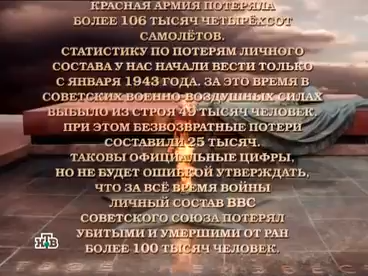 КРАСНАЯ АРМИЯ ПОТЕРЯЛА
БОЛЕЕ 106 ТЫСЯЧ ЧЕТЫРЁХСОТ
САМОЛЁТОВ.
СТАТИСТИКУ ПО ПОТЕРЯМ ЛИЧНОГО
СОСТАВА У НАС НАЧАЛИ ВЕСТИ ТОЛЬКО
С ЯНВАРЯ 1943 ГОДА. ЗА ЭТО ВРЕМЯ В
СОВЕТСКИХ ВОЕННО-ВОЗДУШНЫХ СИЛАХ
ВЫБЫЛО ИЗ СТРОЯ 49 ТЫСЯЧ ЧЕЛОВЕК.
ПРИ ЭТОМ БЕЗВОЗВРАТНЫЕ ПОТЕРИ
СОСТАВИЛИ 25 ТЫСЯЧ.
ТАКОВЫ ОФИЦИАЛЬНЫЕ ЦИФРЫ,
НО НЕ БУДЕТ ОШИБКОЙ УТВЕРЖДАТЬ,
ЧТО ЗА ВСЁ ВРЕМЯ ВОЙНЫ
ЛИЧНЫЙ СОСТАВ ВВС
СОВЕТСКОГО СОЮЗА ПОТЕРЯЛ
УБИТЫМИ И УМЕРШИМИ ОТ РАН
БОЛЕЕ 100 ТЫСЯЧ ЧЕЛОВЕК.
НТВ